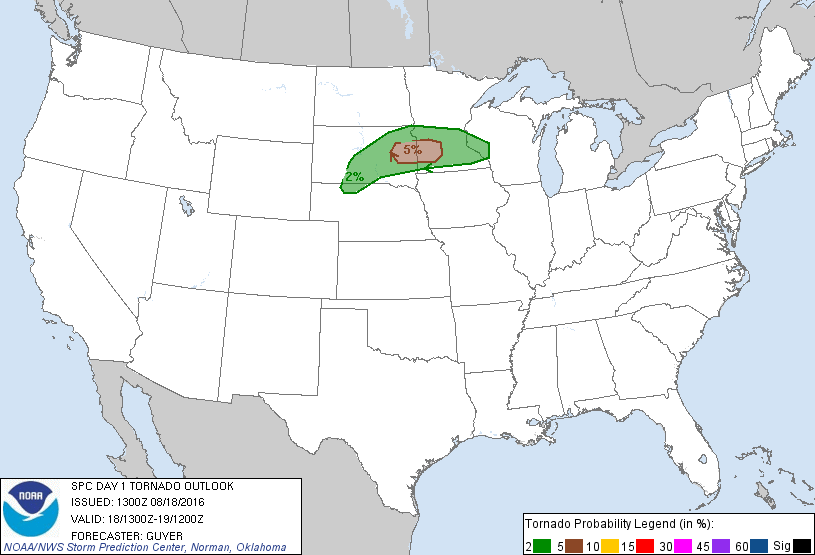 5%
2%
SPC DAY 1 TORNADO OUTLOOK
ISSUED: 1300Z 08/18/2016
VALID: 18/1300Z-19/1200Z
FORECASTER: GUYER
NOAA/NWS Storm Prediction Center, Norman, Oklahoma
NOAA
Tornado Probability Legend (in %):
2 5 10 15 30 45 60 Sig